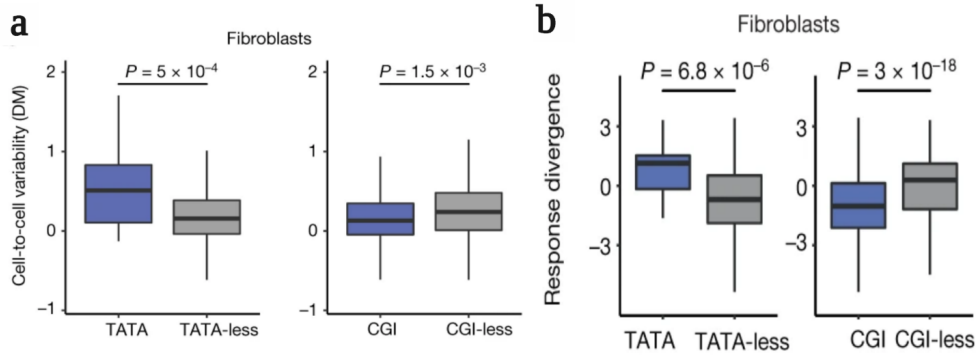 a
Fibroblasts
P = 5 × 10⁻⁴
P = 1.5 × 10⁻³
Cell-to-cell variability (DM)
2
1
0
−1
2
1
0
−1
TATA
TATA-less
CGI
CGI-less
b
Fibroblasts
P = 6.8 × 10⁻⁶
P = 3 × 10⁻¹⁸
Response divergence
3
0
−3
3
0
−3
TATA
TATA-less
CGI
CGI-less